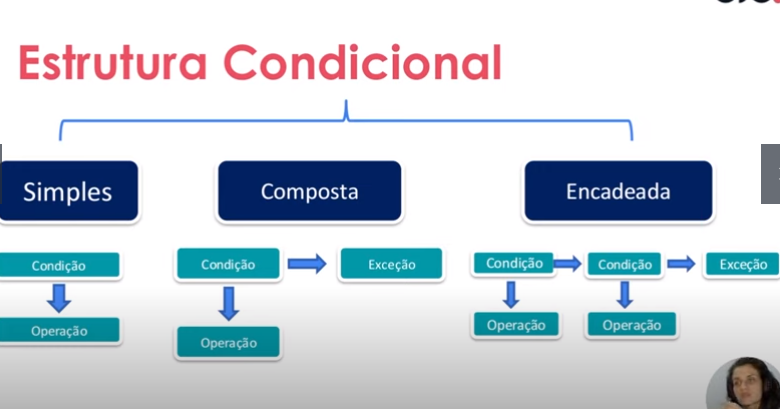 Estrutura Condicional
Simples
Composta
Encadeada
Condição
Condição
Exceção
Condição
Condição
Exceção
Operação
Operação
Operação
Operação